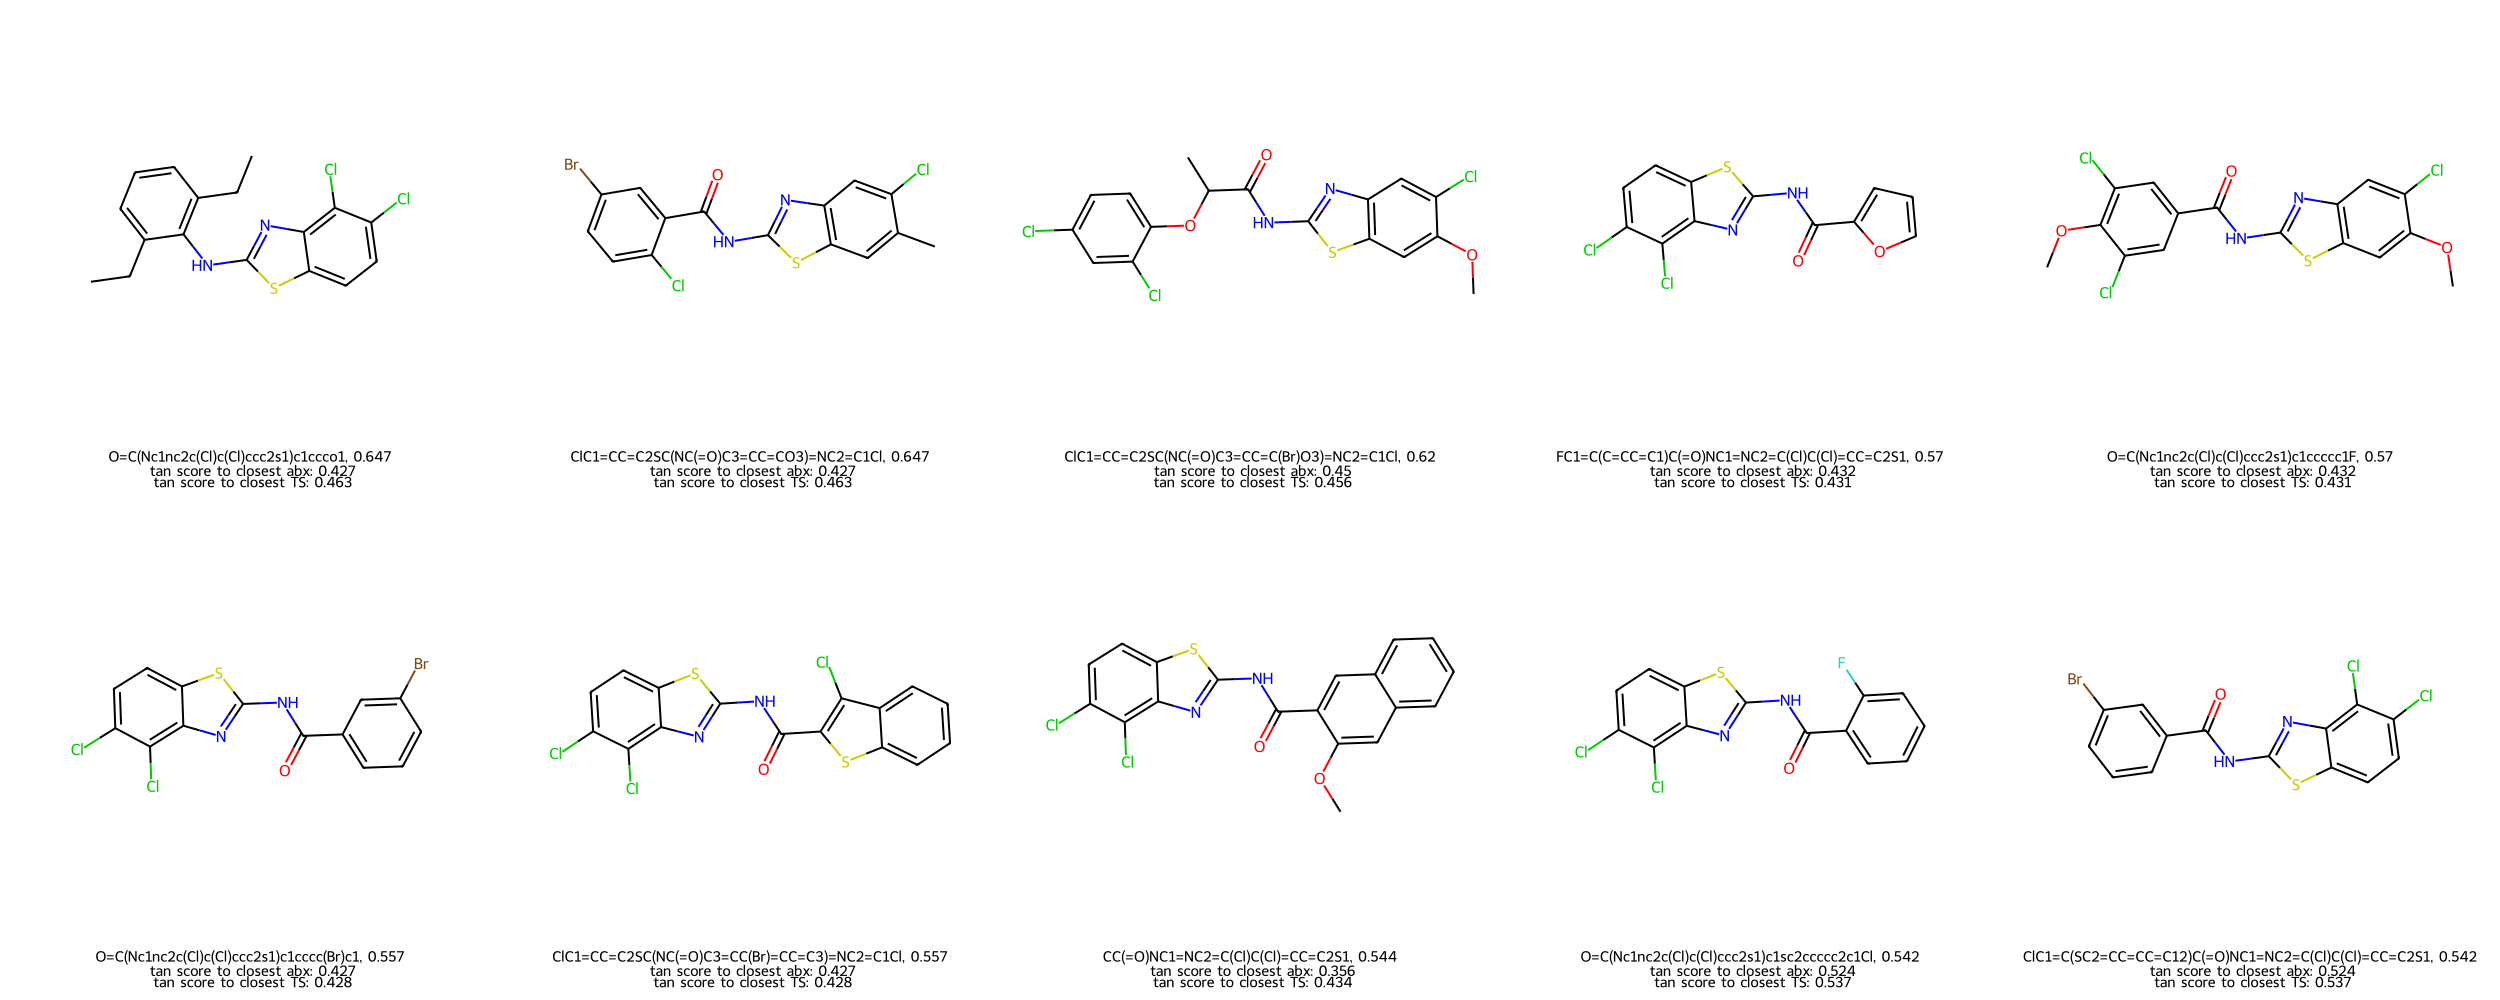 Cl
Cl
N
HN
S
Br
O
Cl
N
HN
S
Cl
O
Cl
N
HN
O
Cl
S
O
Cl
S
NH
N
Cl
O
O
Cl
Cl
O
Cl
N
O
HN
O
S
Cl
O=C(Nc1nc2c(Cl)c(Cl)ccc2s1)c1ccco1, 0.647
tan score to closest abx: 0.427
tan score to closest TS: 0.463
ClC1=CC=C2SC(NC(=O)C3=CC=CO3)=NC2=C1Cl, 0.647
tan score to closest abx: 0.427
tan score to closest TS: 0.463
ClC1=CC=C2SC(NC(=O)C3=CC=C(Br)O3)=NC2=C1Cl, 0.62
tan score to closest abx: 0.45
tan score to closest TS: 0.456
FC1=C(C=CC=C1)C(=O)NC1=NC2=C(Cl)C(Cl)=CC=C2S1, 0.57
tan score to closest abx: 0.432
tan score to closest TS: 0.431
O=C(Nc1nc2c(Cl)c(Cl)ccc2s1)c1ccccc1F, 0.57
tan score to closest abx: 0.432
tan score to closest TS: 0.431
Br
S
NH
N
Cl
O
Cl
Cl
S
NH
N
Cl
O
S
Cl
S
NH
N
Cl
O
Cl
O
F
S
NH
N
Cl
O
Cl
Cl
Br
O
Cl
N
HN
S
O=C(Nc1nc2c(Cl)c(Cl)ccc2s1)c1cccc(Br)c1, 0.557
tan score to closest abx: 0.427
tan score to closest TS: 0.428
ClC1=CC=C2SC(NC(=O)C3=CC(Br)=CC=C3)=NC2=C1Cl, 0.557
tan score to closest abx: 0.427
tan score to closest TS: 0.428
CC(=O)NC1=NC2=C(Cl)C(Cl)=CC=C2S1, 0.544
tan score to closest abx: 0.356
tan score to closest TS: 0.434
O=C(Nc1nc2c(Cl)c(Cl)ccc2s1)c1sc2ccccc2c1Cl, 0.542
tan score to closest abx: 0.524
tan score to closest TS: 0.537
ClC1=C(SC2=CC=CC=C12)C(=O)NC1=NC2=C(Cl)C(Cl)=CC=C2S1, 0.542
tan score to closest abx: 0.524
tan score to closest TS: 0.537